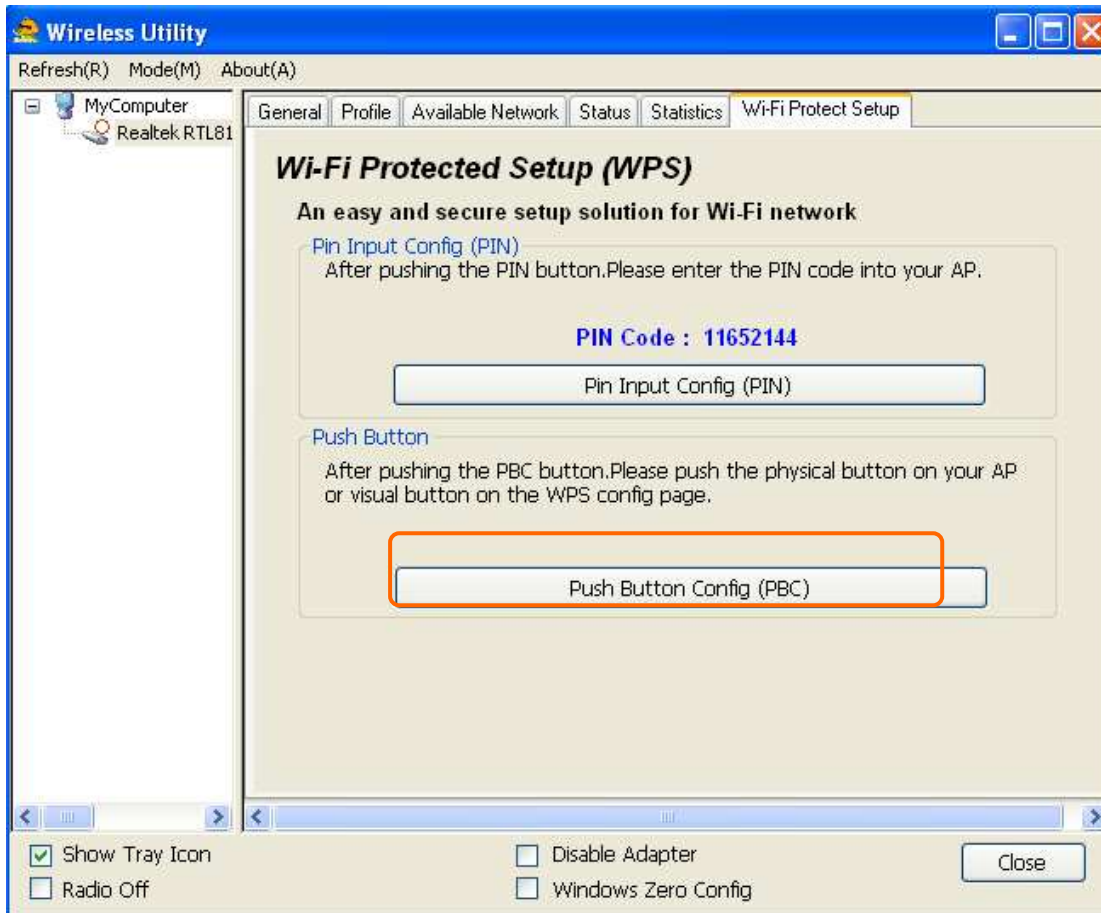 Wireless Utility
Refresh(R) Mode(M) About(A)
MyComputer
Realtek RTL81
General Profile Available Network Status Statistics Wi-Fi Protect Setup
Wi-Fi Protected Setup (WPS)
An easy and secure setup solution for Wi-Fi network
Pin Input Config (PIN)
After pushing the PIN button.Please enter the PIN code into your AP.
PIN Code : 11652144
Pin Input Config (PIN)
Push Button
After pushing the PBC button.Please push the physical button on your AP
or visual button on the WPS config page.
Push Button Config (PBC)
Show Tray Icon
Radio Off
Disable Adapter
Windows Zero Config
Close